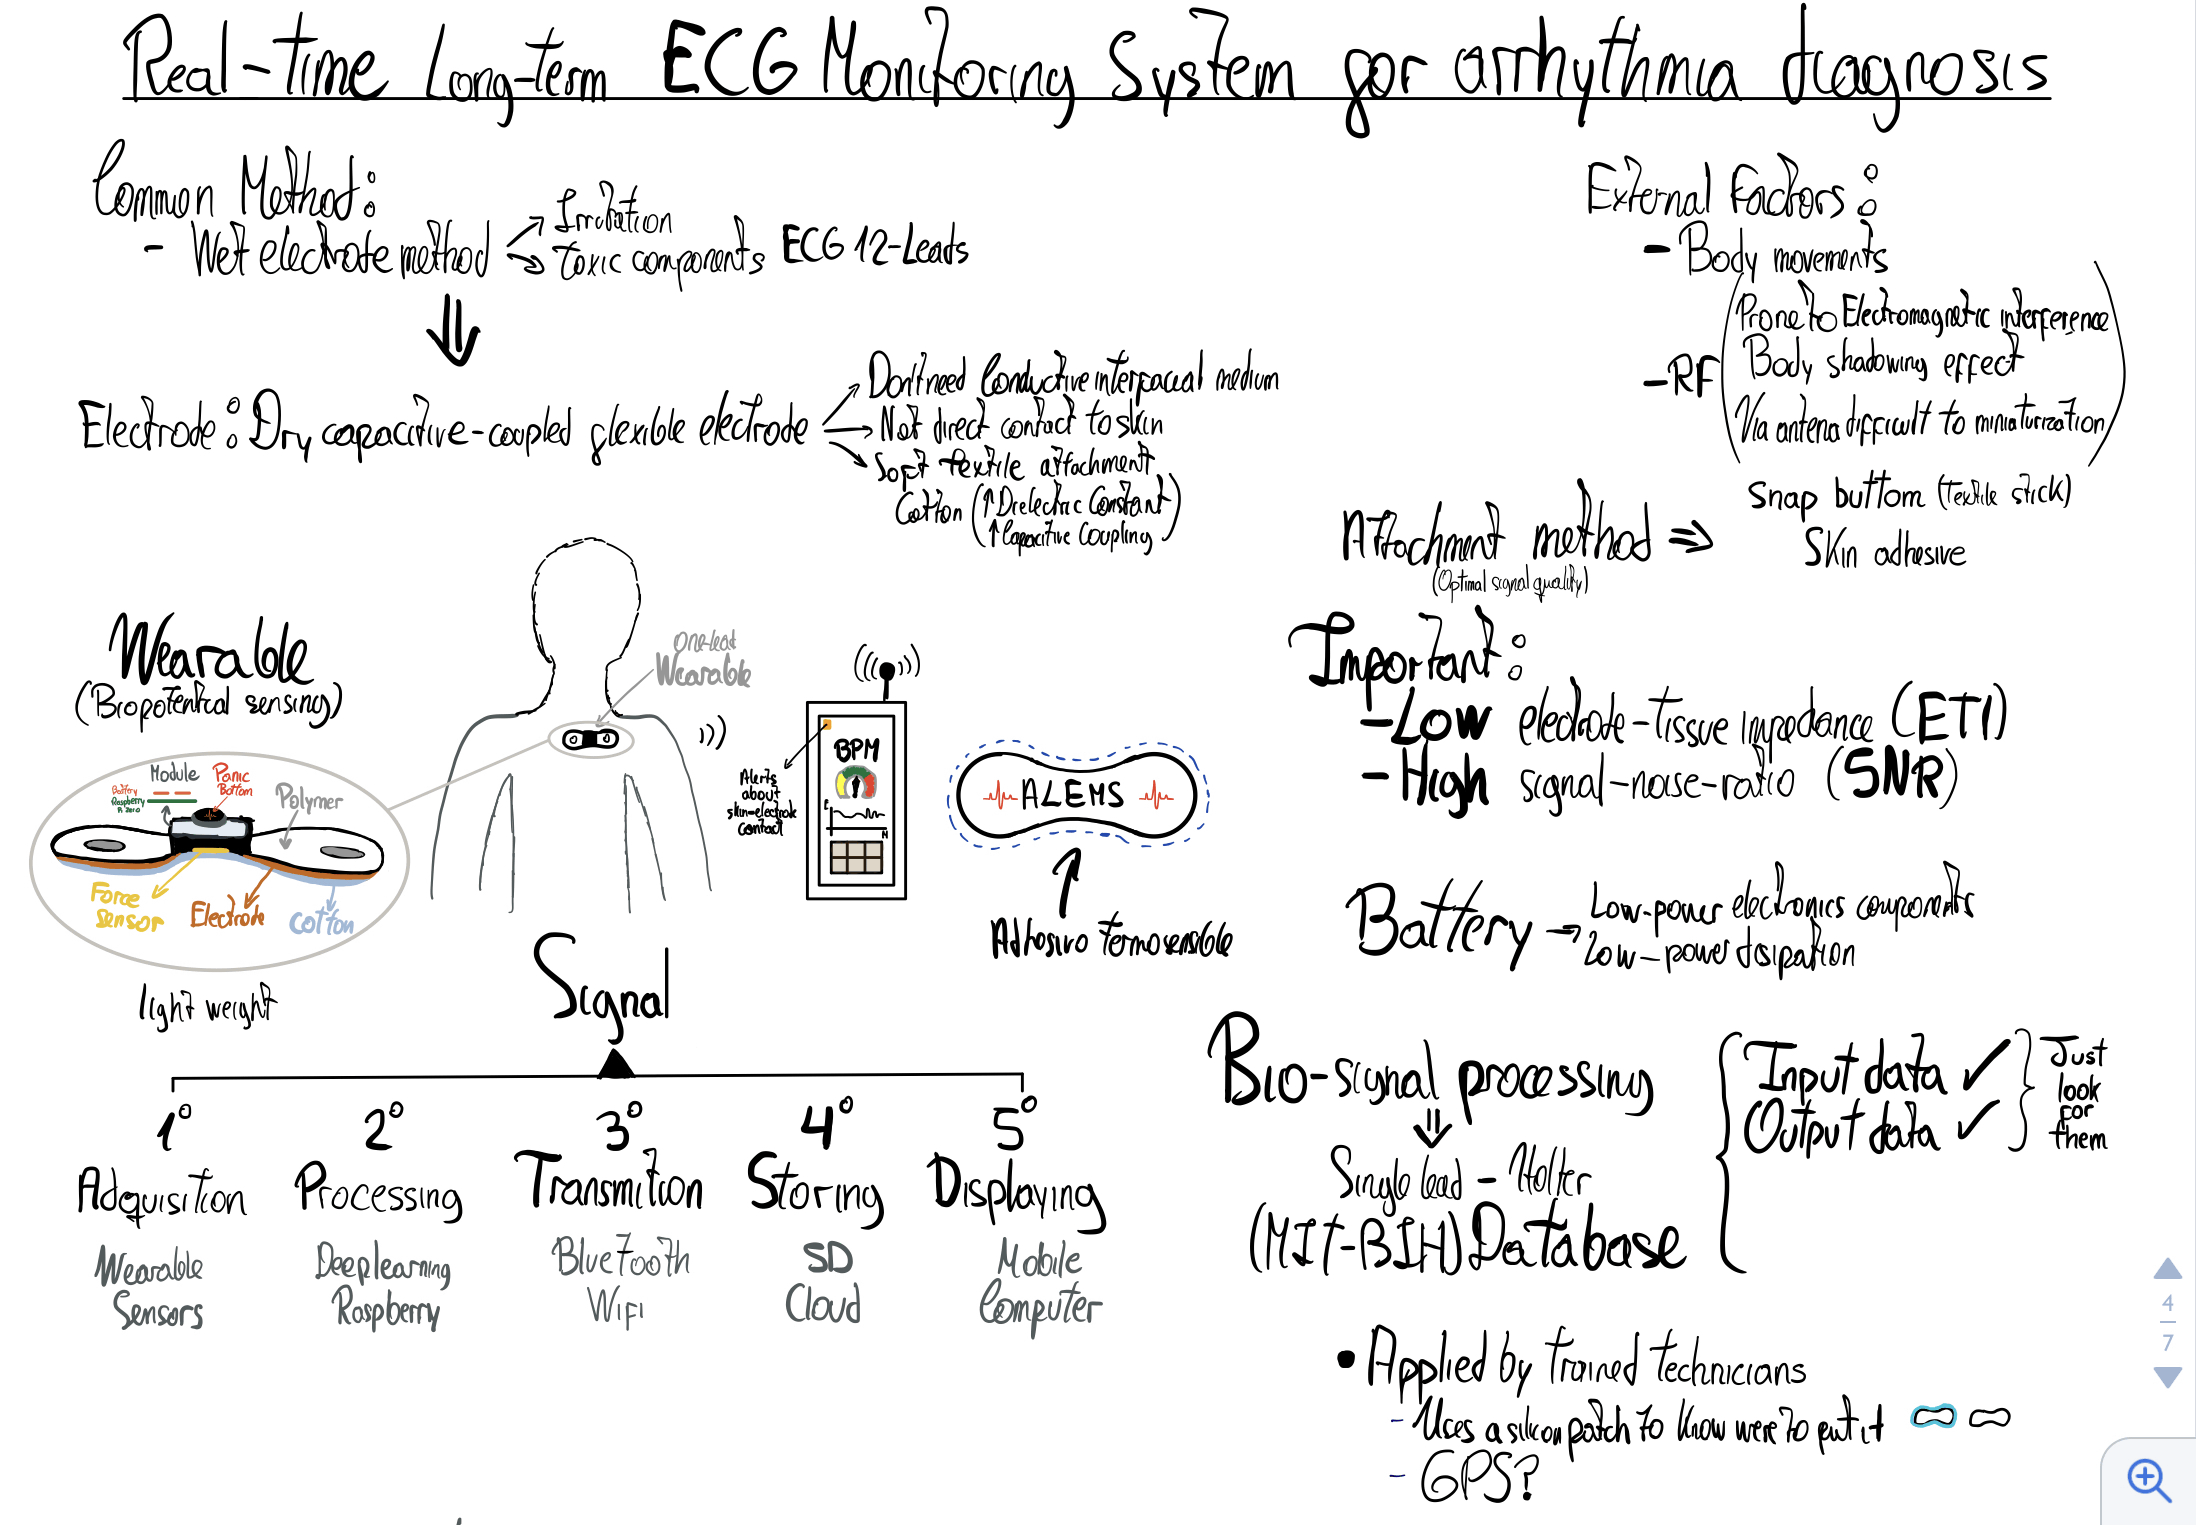 Real-time Long-term ECG Monitoring System for arrhythmia diagnosis
Common Method:
- Wet electrode method
Irritation
toxic components
ECG 12-Leads
Electrode: Dry capacitive-coupled flexible electrode
Don't need Conductive interfacial medium
Not direct contact to skin
Soft textile attachment
Cotton (↑Dielectric Constant
↑Capacitive Coupling)
External Factors:
- Body movements
- RF
(Prone to Electromagnetic interference
Body shadowing effect
Via antena difficult to miniaturization)
Attachment method ⇒
(Optimal signal quality)
Snap buttom (Textile stick)
Skin adhesive
Wearable
(Biopotential sensing)
One-lead
Wearable
Module
Panic
Bottom
Battery
Raspberry
Pi Zero
Polymer
Force
sensor
Electrode
Cotton
light weight
BPM
Alerts
about
skin-electrode
contact
ALEMS
Adhesivo termosensible
Important:
- Low electrode-tissue impedance (ETI)
- High signal-noise-ratio (SNR)
Battery → Low-power electronics components
Low-power disipation
Signal
1° 2° 3° 4° 5°
Adquisition Processing Transmition Storing Displaying
Wearable
Sensors
Deep learning
Raspberry
Bluetooth
Wifi
SD
Cloud
Mobile
Computer
Bio-signal processing
Single lead - Holter
(MIT-BIH) Database
Input data ✓
Output data ✓
Just
look
for
them
• Applied by trained technicians
- Uses a silicon patch to know were to put it
- GPS?
4
7